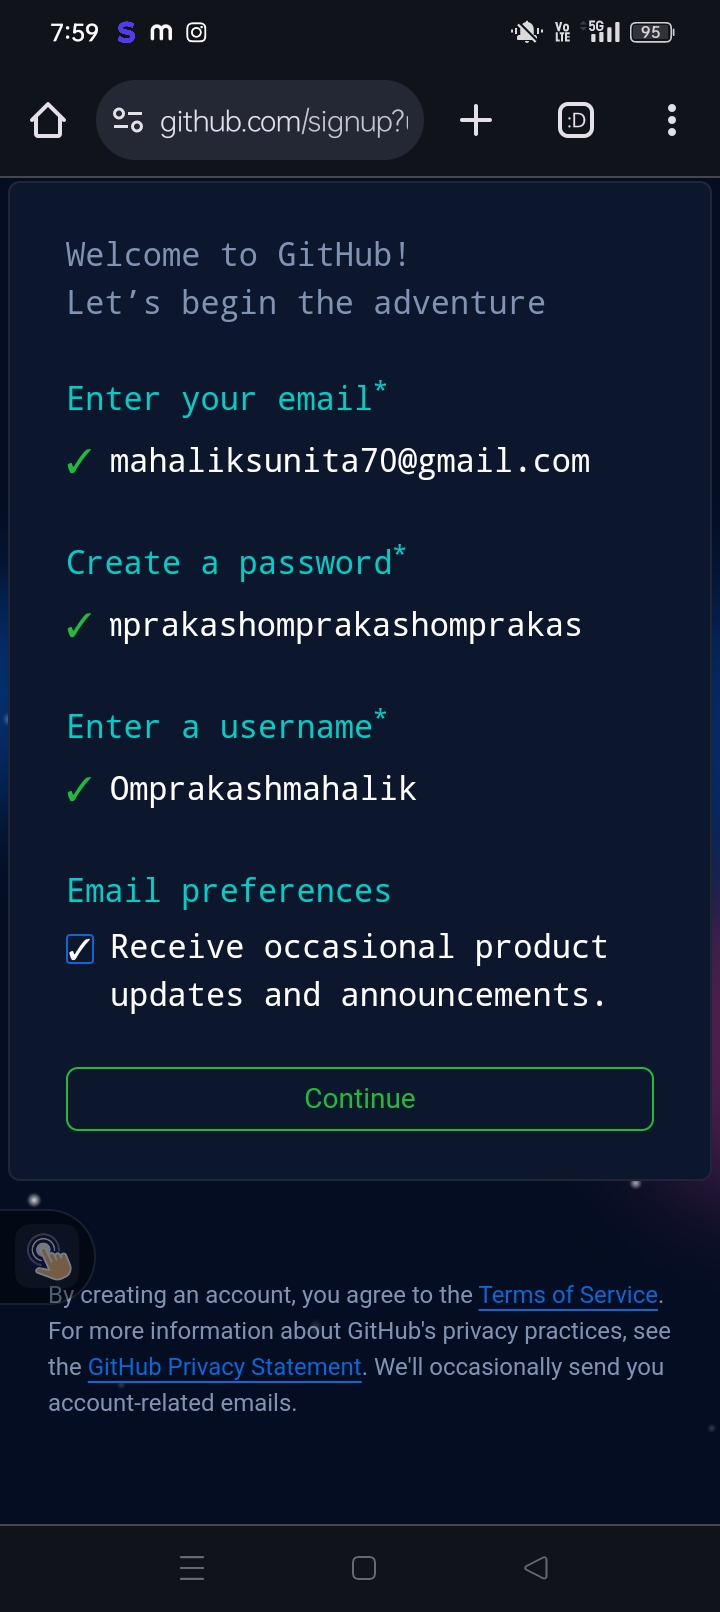 7:59 S m Vo LTE 5G 95
github.com/signup? :D
Welcome to GitHub!
Let’s begin the adventure
Enter your email*
✓ mahaliksunita70@gmail.com
Create a password*
✓ mprakashomprakashomprakas
Enter a username*
✓ Omprakashmahalik
Email preferences
Receive occasional product
updates and announcements.
Continue
By creating an account, you agree to the Terms of Service.
For more information about GitHub's privacy practices, see
the GitHub Privacy Statement. We'll occasionally send you
account-related emails.